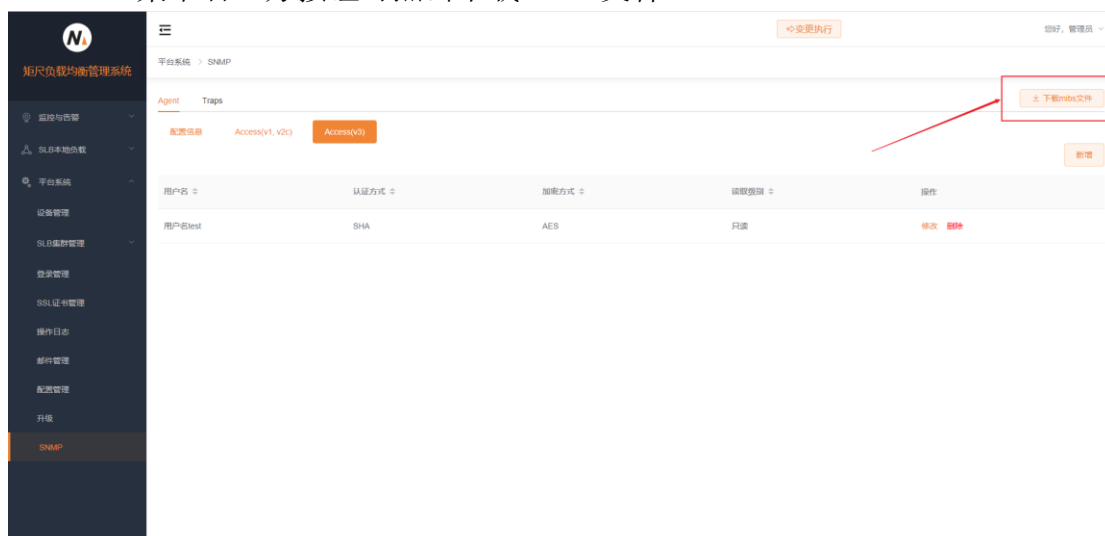 变更执行
您好，管理员
矩尺负载均衡管理系统
平台系统 > SNMP
Agent Traps
下载mibs文件
配置信息 Access(v1, v2c) Access(v3)
新增
监控与告警
SLB本地负载
平台系统
设备管理
SLB集群管理
登录管理
SSL证书管理
操作日志
邮件管理
配置管理
升级
SNMP
用户名 认证方式 加密方式 读取级别 操作
用户名test SHA AES 只读 修改 删除